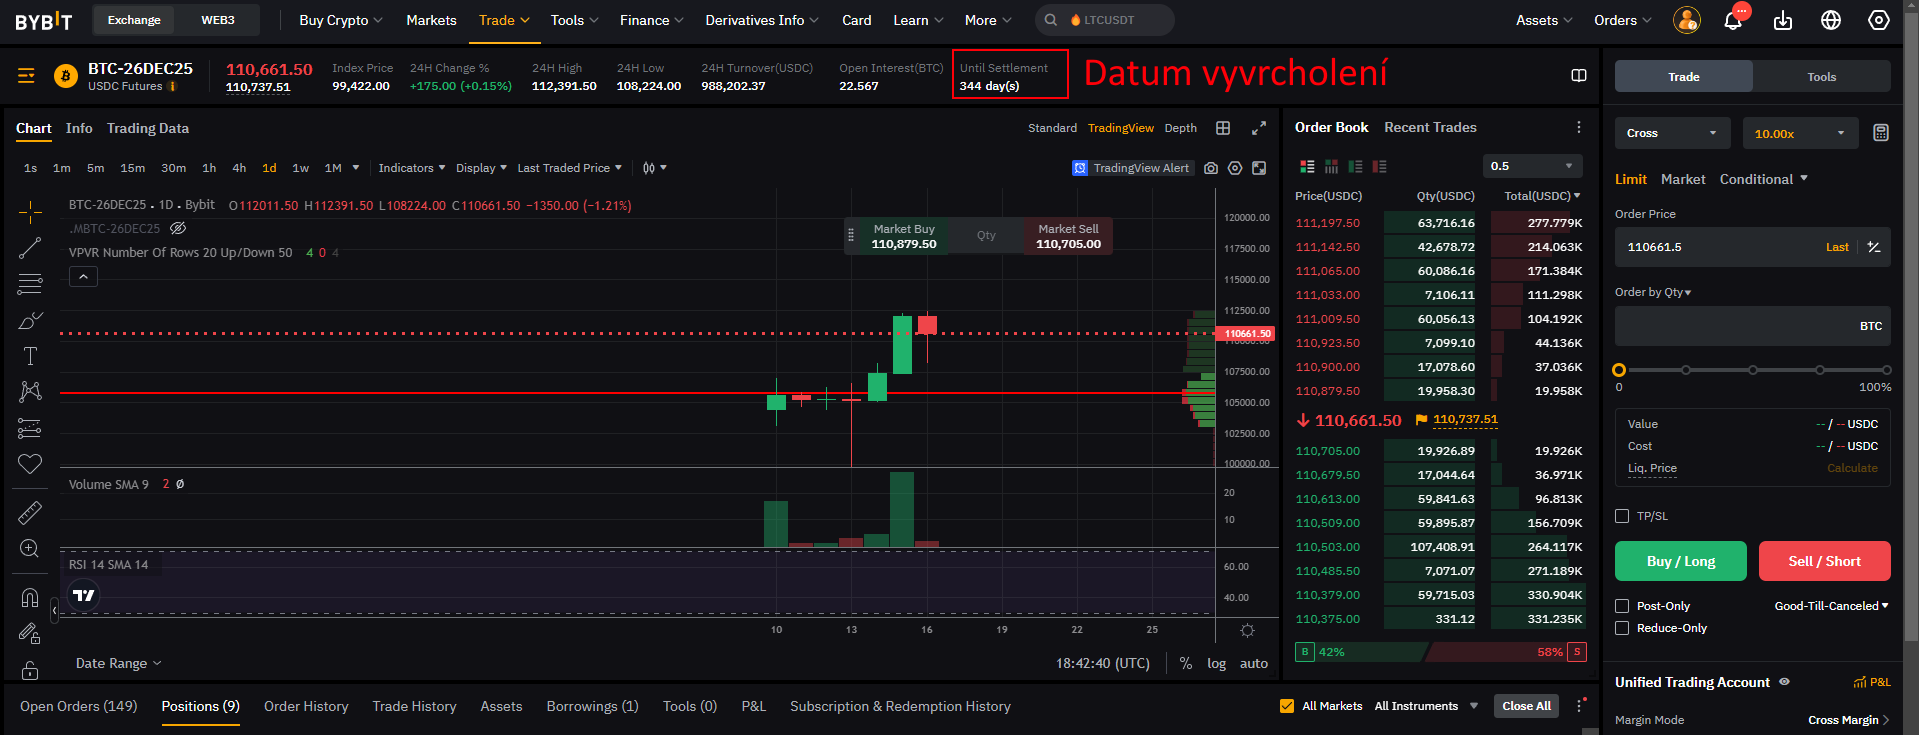 BYBIT Exchange WEB3 Buy Crypto Markets Trade Tools Finance Derivatives Info Card Learn More LTCUSDT Assets Orders
BTC-26DEC25
USDC Futures
110,661.50
110,737.51
Index Price
99,422.00
24H Change %
+175.00 (+0.15%)
24H High
112,391.50
24H Low
108,224.00
24H Turnover(USDC)
988,202.37
Open Interest(BTC)
22.567
Until Settlement
344 day(s)
Datum vyvrcholení
Chart Info Trading Data
Standard TradingView Depth
1s 1m 5m 15m 30m 1h 4h 1d 1w 1M Indicators Display Last Traded Price
TradingView Alert
BTC-26DEC25 · 1D · Bybit O112011.50 H112391.50 L108224.00 C110661.50 −1350.00 (−1.21%)
.MBTC-26DEC25
VPVR Number Of Rows 20 Up/Down 50 4 0 4
Market Buy
110,879.50
Qty
Market Sell
110,705.00
120000.00
117500.00
115000.00
112500.00
110661.50
110000.00
107500.00
105000.00
102500.00
100000.00
Volume SMA 9 2 Ø
20
10
RSI 14 SMA 14
60.00
40.00
10 13 16 19 22 25
Date Range
18:42:40 (UTC) % log auto
Order Book Recent Trades
0.5
Price(USDC) Qty(USDC) Total(USDC)
111,197.50 63,716.16 277.779K
111,142.50 42,678.72 214.063K
111,065.00 60,086.16 171.384K
111,033.00 7,106.11 111.298K
111,009.50 60,056.13 104.192K
110,923.50 7,099.10 44.136K
110,900.00 17,078.60 37.036K
110,879.50 19,958.30 19.958K
110,661.50 110,737.51
110,705.00 19,926.89 19.926K
110,679.50 17,044.64 36.971K
110,613.00 59,841.63 96.813K
110,509.00 59,895.87 156.709K
110,503.00 107,408.91 264.117K
110,485.50 7,071.07 271.189K
110,379.00 59,715.03 330.904K
110,375.00 331.12 331.235K
B 42% 58% S
Trade Tools
Cross 10.00x
Limit Market Conditional
Order Price
110661.5 Last
Order by Qty
BTC
0 100%
Value -- / -- USDC
Cost -- / -- USDC
Liq. Price Calculate
TP/SL
Buy / Long Sell / Short
Post-Only Good-Till-Canceled
Reduce-Only
Unified Trading Account P&L
Margin Mode Cross Margin
Open Orders (149) Positions (9) Order History Trade History Assets Borrowings (1) Tools (0) P&L Subscription & Redemption History
All Markets All Instruments Close All